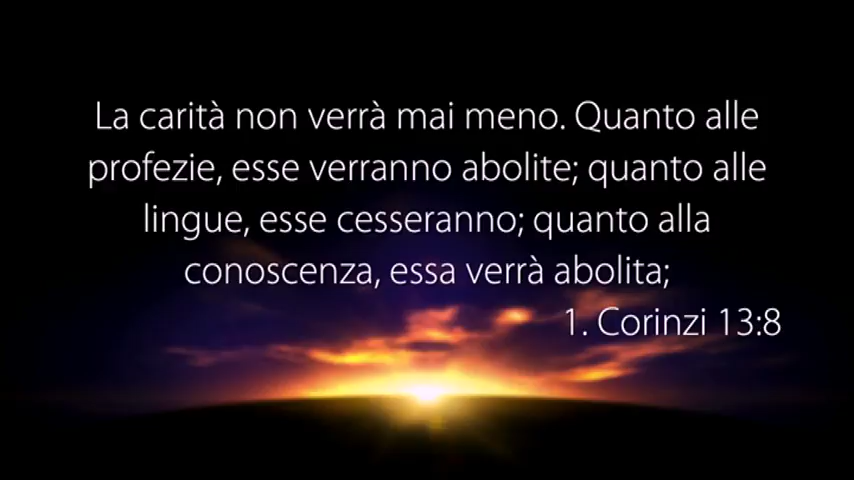 La carità non verrà mai meno. Quanto alle
profezie, esse verranno abolite; quanto alle
lingue, esse cesseranno; quanto alla
conoscenza, essa verrà abolita;
1. Corinzi 13:8